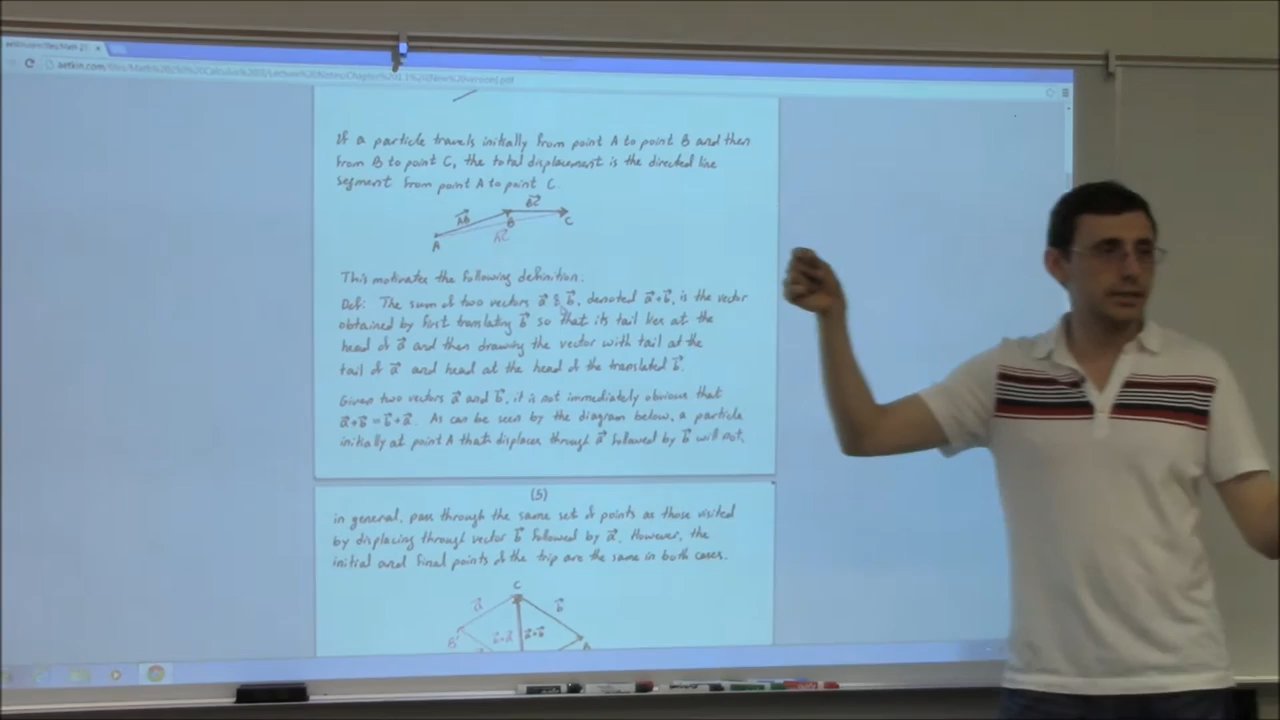 aetkin.com/files/Math%20
If a particle travels initially from point A to point B and then
from B to point C, the total displacement is the directed line
segment from point A to point C.
AB BC
A B C
AC
This motivates the following definition.
Def: The sum of two vectors a⃗ & b⃗, denoted a⃗+b⃗, is the vector
obtained by first translating b⃗ so that its tail lies at the
head of a⃗ and then drawing the vector with tail at the
tail of a⃗ and head at the head of the translated b⃗.
Given two vectors a⃗ and b⃗, it is not immediately obvious that
a⃗+b⃗=b⃗+a⃗. As can be seen by the diagram below, a particle
initially at point A that displaces through a⃗ followed by b⃗ will not,
(5)
in general, pass through the same set of points as those visited
by displacing through vector b⃗ followed by a⃗. However, the
initial and final points of the trip are the same in both cases.
C
a⃗ b⃗
B' b⃗+a⃗ a⃗+b⃗